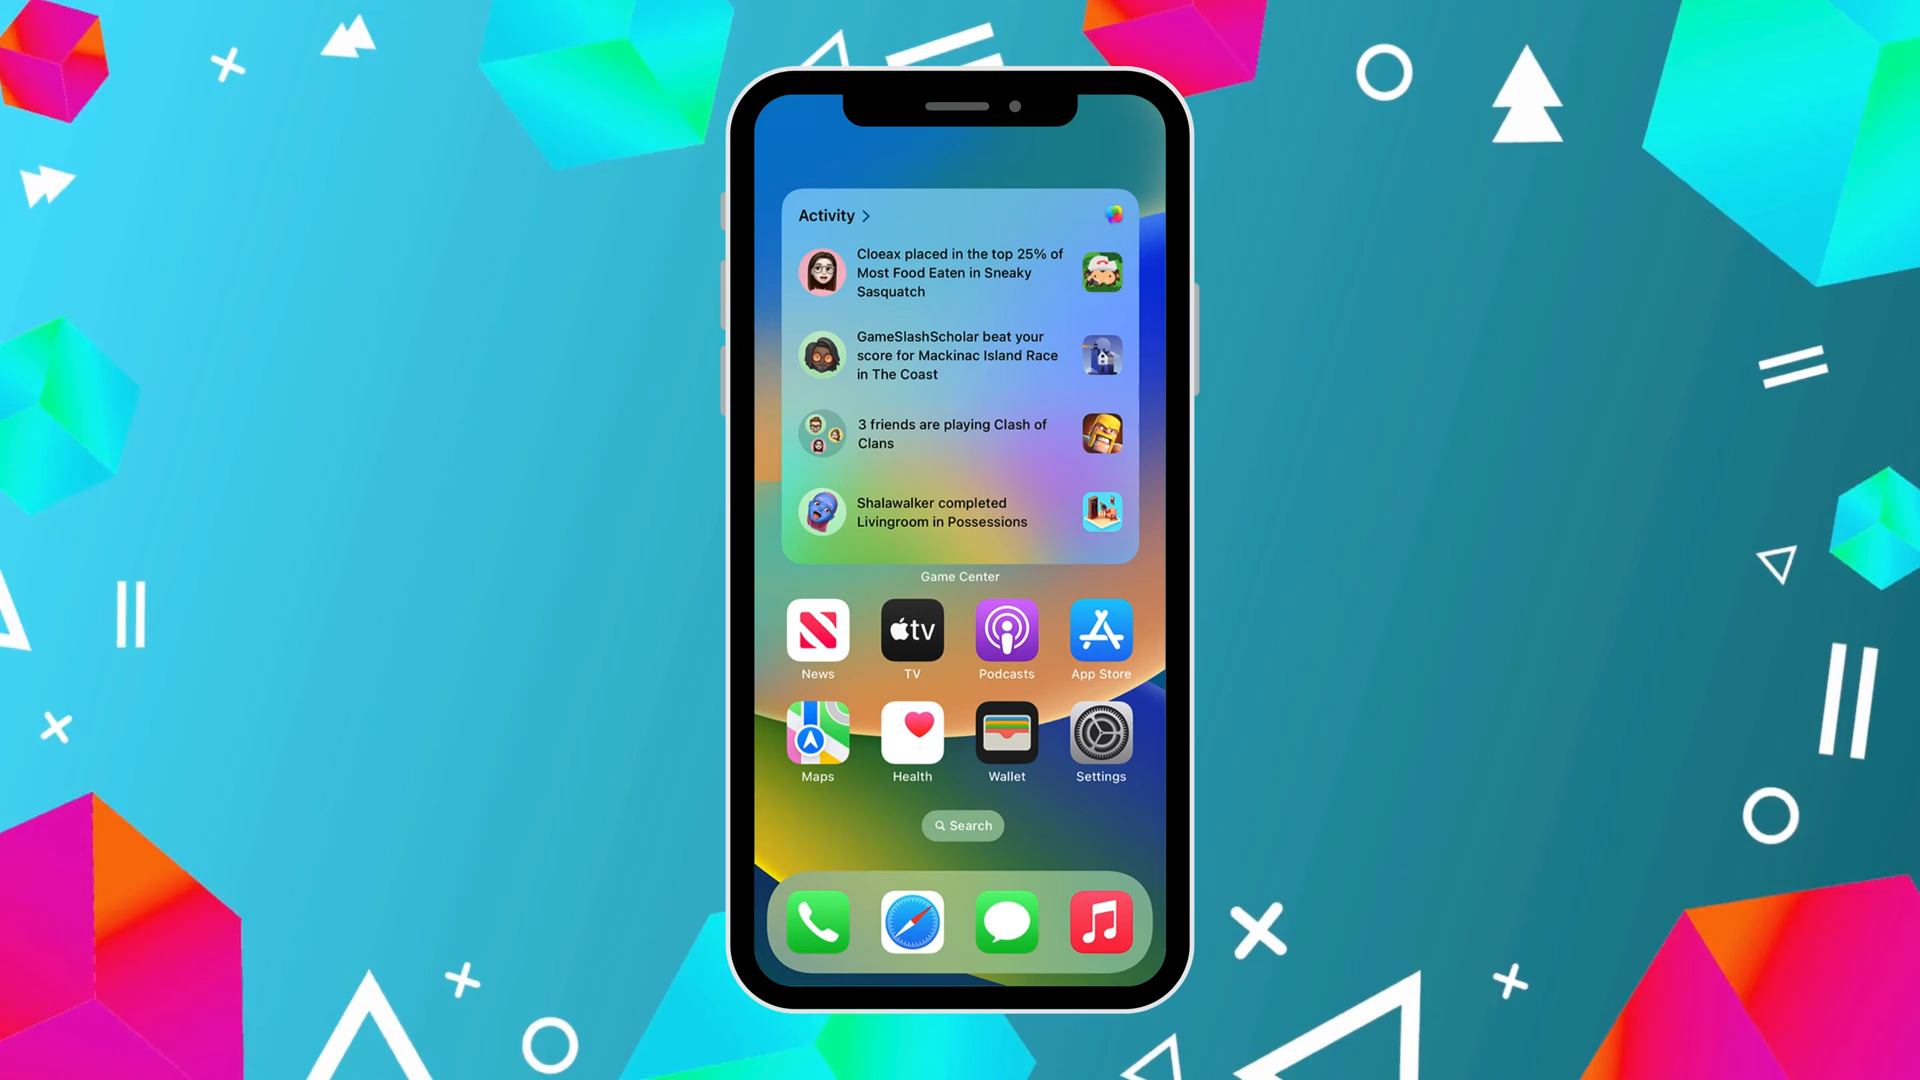 Activity
Cloeax placed in the top 25% of
Most Food Eaten in Sneaky
Sasquatch
GameSlashScholar beat your
score for Mackinac Island Race
in The Coast
3 friends are playing Clash of
Clans
Shalawalker completed
Livingroom in Possessions
Game Center
tv
News TV Podcasts App Store
Maps Health Wallet Settings
Search